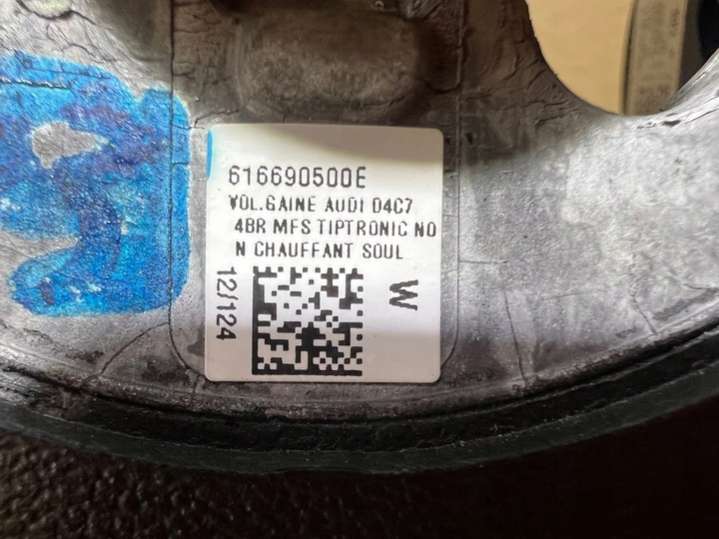 616690500E
VOL.GAINE AUDI D4C7
4BR MFS TIPTRONIC NO
N CHAUFFANT SOUL
12/124
W